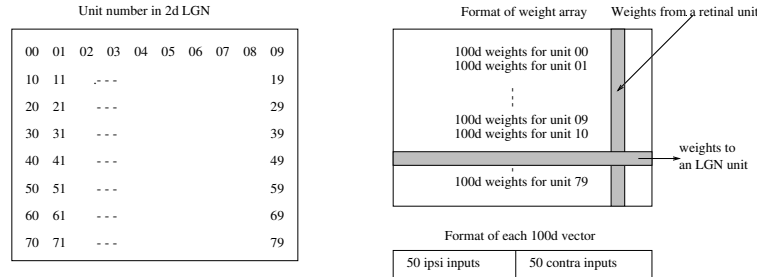 Unit number in 2d LGN
00 01 02 03 04 05 06 07 08 09
10 11 .--- 19
20 21 --- 29
30 31 --- 39
40 41 --- 49
50 51 --- 59
60 61 --- 69
70 71 --- 79
Format of weight array
Weights from a retinal unit
100d weights for unit 00
100d weights for unit 01
100d weights for unit 09
100d weights for unit 10
weights to
an LGN unit
100d weights for unit 79
Format of each 100d vector
50 ipsi inputs 50 contra inputs